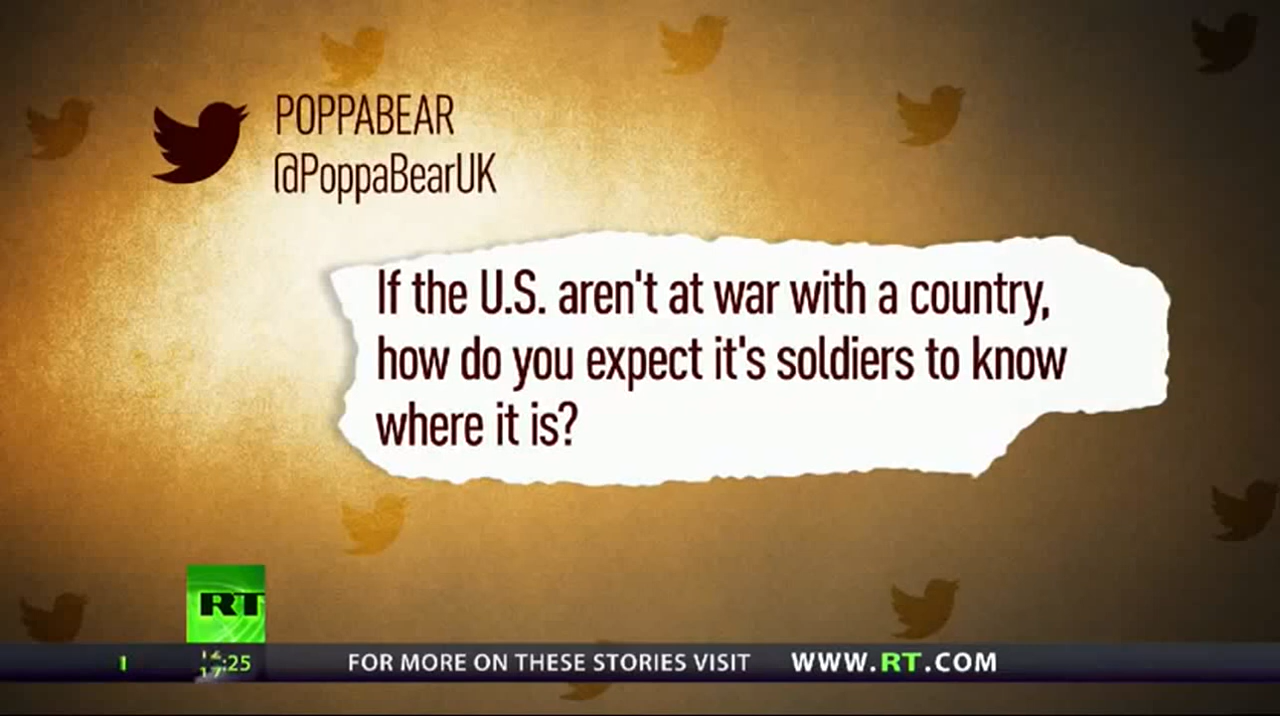 POPPABEAR
@PoppaBearUK
If the U.S. aren't at war with a country,
how do you expect it's soldiers to know
where it is?
RT
:25 FOR MORE ON THESE STORIES VISIT WWW.RT.COM